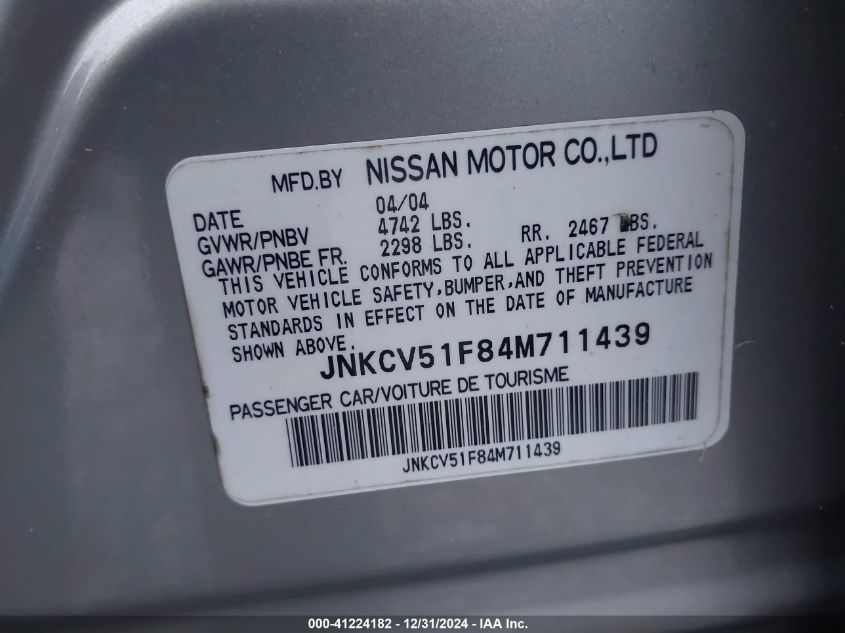 MFD.BY NISSAN MOTOR CO.,LTD
DATE 04/04
GVWR/PNBV 4742 LBS.
GAWR/PNBE FR. 2298 LBS. RR. 2467 LBS.
THIS VEHICLE CONFORMS TO ALL APPLICABLE FEDERAL
MOTOR VEHICLE SAFETY,BUMPER,AND THEFT PREVENTION
STANDARDS IN EFFECT ON THE DATE OF MANUFACTURE
SHOWN ABOVE. JNKCV51F84M711439
PASSENGER CAR/VOITURE DE TOURISME
JNKCV51F84M711439
000-41224182 - 12/31/2024 - IAA Inc.